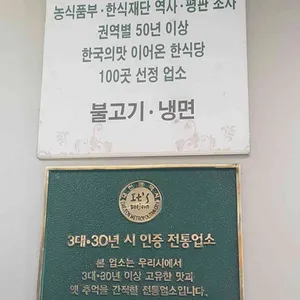 농식품부·한식재단 역사·평판 조사
권역별 50년 이상
한국의맛 이어온 한식당
100곳 선정 업소
불고기·냉면
It's
3대·30년 시 인증 전통업소
본 업소는 우리시에서
3대·30년 이상 고유한 맛과
옛 추억을 간직한 전통업소입니다.